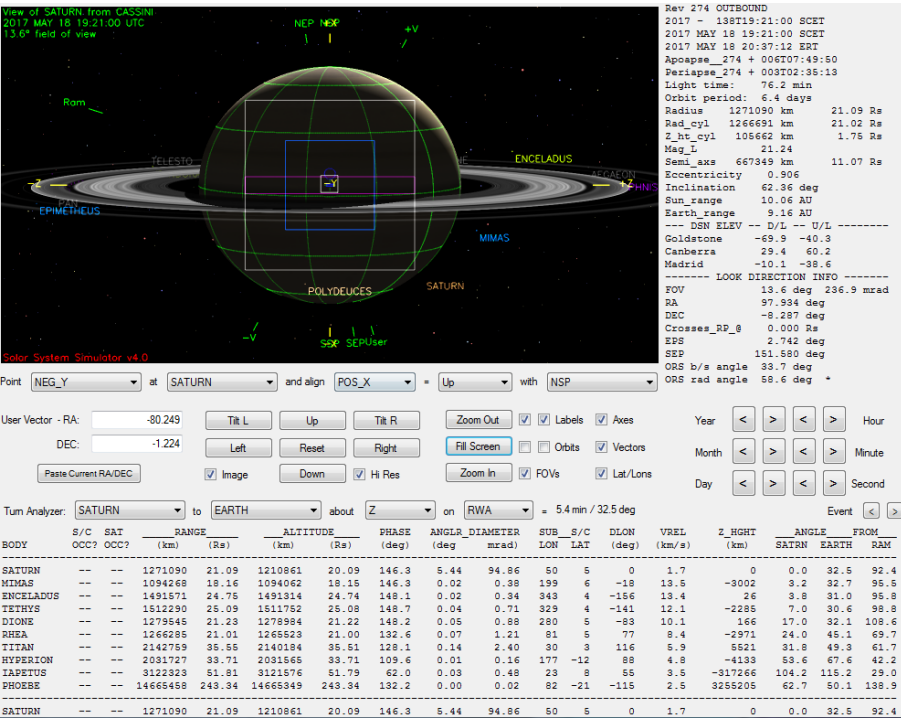 View of SATURN from CASSINI
2017 MAY 18 19:21:00 UTC
13.6° field of view
NEP NSP
+V
Ram
TELESTO
ENCELADUS
AEGAEON
-Z
-Y
+Z
PAN
EPIMETHEUS
MIMAS
SATURN
POLYDEUCES
-V
SEP
User
Solar System Simulator v4.0
Rev 274 OUTBOUND
2017 - 138T19:21:00 SCET
2017 MAY 18 19:21:00 SCET
2017 MAY 18 20:37:12 ERT
Apoapse__274 + 006T07:49:50
Periapse_274 + 003T02:35:13
Light time: 76.2 min
Orbit period: 6.4 days
Radius 1271090 km 21.09 Rs
Rad_cyl 1266691 km 21.02 Rs
Z_ht_cyl 105662 km 1.75 Rs
Mag_L 21.24
Semi_axs 667349 km 11.07 Rs
Eccentricity 0.906
Inclination 62.36 deg
Sun_range 10.06 AU
Earth_range 9.16 AU
--- DSN ELEV -- D/L -- U/L --------
Goldstone -69.9 -40.3
Canberra 29.4 60.2
Madrid -10.1 -38.6
------- LOOK DIRECTION INFO -------
FOV 13.6 deg 236.9 mrad
RA 97.934 deg
DEC -8.287 deg
Crosses_RP_@ 0.000 Rs
EPS 2.742 deg
SEP 151.580 deg
ORS b/s angle 33.7 deg
ORS rad angle 58.6 deg *
Point NEG_Y at SATURN and align POS_X = Up with NSP
User Vector - RA: -80.249 Tilt L Up Tilt R Zoom Out Labels Axes Year < > < > Hour
DEC: -1.224 Left Reset Right Fill Screen Orbits Vectors Month < > < > Minute
Paste Current RA/DEC Image Down Hi Res Zoom In FOVs Lat/Lons Day < > < > Second
Turn Analyzer: SATURN to EARTH about Z on RWA = 5.4 min / 32.5 deg Event < >
S/C SAT RANGE ALTITUDE PHASE ANGLR_DIAMETER SUB_S/C DLON VREL Z_HGHT ANGLE FROM
BODY OCC? OCC? (km) (Rs) (km) (Rs) (deg) (deg mrad) LON LAT (deg) (km/s) (km) SATRN EARTH RAM
SATURN -- -- 1271090 21.09 1210861 20.09 146.3 5.44 94.86 50 5 0 1.7 0 0.0 32.5 92.4
MIMAS -- -- 1094268 18.16 1094062 18.15 146.3 0.02 0.38 199 6 -18 13.5 -3002 3.2 32.7 95.5
ENCELADUS -- -- 1491571 24.75 1491314 24.74 148.1 0.02 0.34 343 4 -156 13.4 26 3.8 31.0 95.8
TETHYS -- -- 1512290 25.09 1511752 25.08 148.7 0.04 0.71 329 4 -141 12.1 -2285 7.0 30.6 98.8
DIONE -- -- 1279545 21.23 1278984 21.22 148.2 0.05 0.88 280 5 -83 10.1 166 17.0 32.1 108.6
RHEA -- -- 1266285 21.01 1265523 21.00 132.6 0.07 1.21 81 5 77 8.4 -2971 24.0 45.1 69.7
TITAN -- -- 2142759 35.55 2140184 35.51 128.1 0.14 2.40 30 3 116 5.9 5521 31.8 49.3 61.7
HYPERION -- -- 2031727 33.71 2031565 33.71 109.6 0.01 0.16 177 -12 88 4.8 -4133 53.6 67.6 42.2
IAPETUS -- -- 3122323 51.81 3121576 51.79 62.0 0.03 0.48 23 8 55 3.5 -317266 104.2 115.2 29.0
PHOEBE -- -- 14665458 243.34 14665349 243.34 132.2 0.00 0.02 82 -21 -115 2.5 3255205 62.7 50.1 138.9
SATURN -- -- 1271090 21.09 1210861 20.09 146.3 5.44 94.86 50 5 0 1.7 0 0.0 32.5 92.4